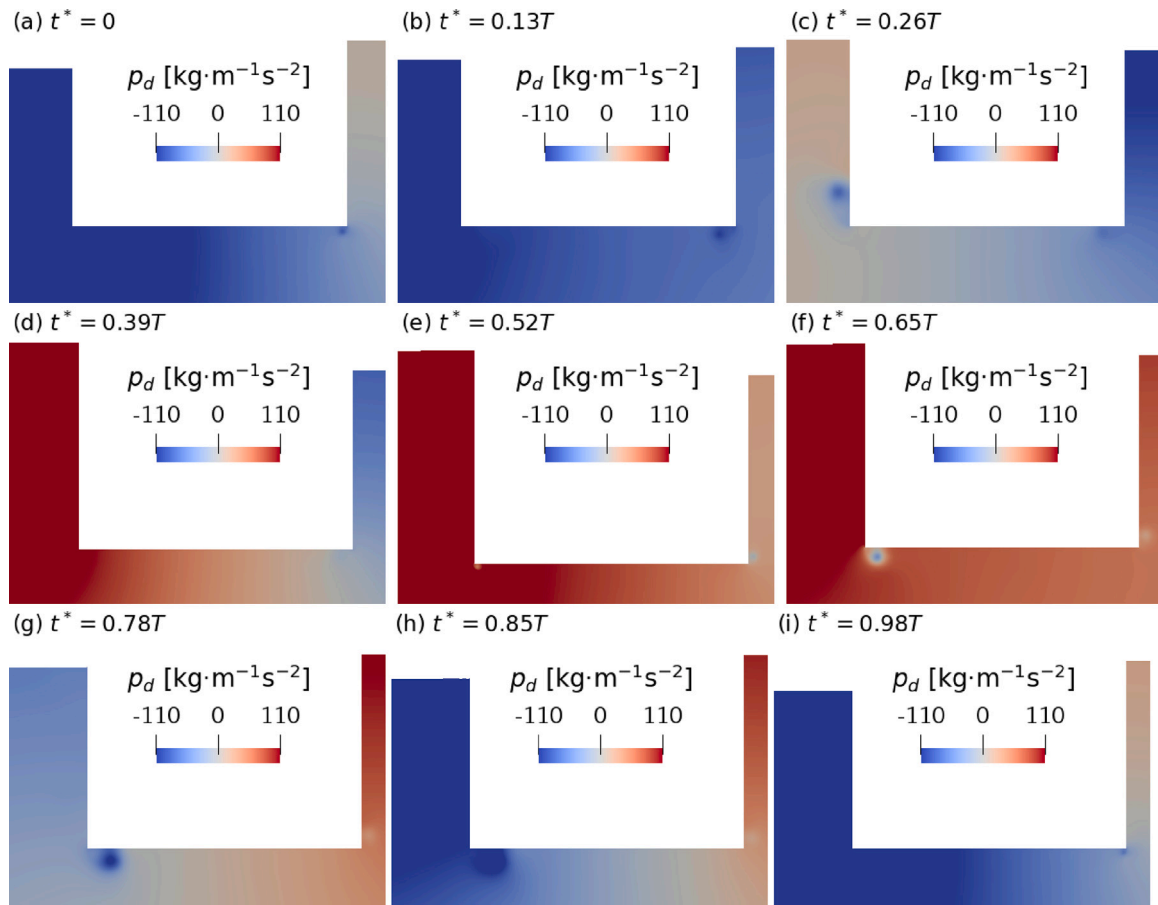 (a) t* = 0
p_d [kg·m⁻¹s⁻²]
-110 0 110
(b) t* = 0.13T
p_d [kg·m⁻¹s⁻²]
-110 0 110
(c) t* = 0.26T
p_d [kg·m⁻¹s⁻²]
-110 0 110
(d) t* = 0.39T
p_d [kg·m⁻¹s⁻²]
-110 0 110
(e) t* = 0.52T
p_d [kg·m⁻¹s⁻²]
-110 0 110
(f) t* = 0.65T
p_d [kg·m⁻¹s⁻²]
-110 0 110
(g) t* = 0.78T
p_d [kg·m⁻¹s⁻²]
-110 0 110
(h) t* = 0.85T
p_d [kg·m⁻¹s⁻²]
-110 0 110
(i) t* = 0.98T
p_d [kg·m⁻¹s⁻²]
-110 0 110